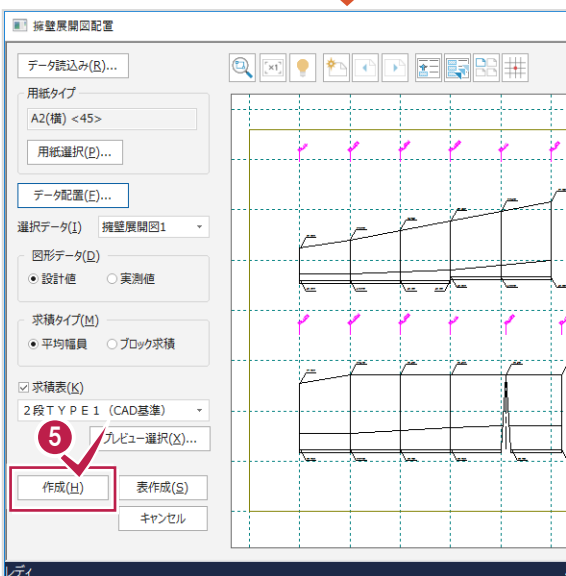 擁壁展開図配置
データ読込み(R)...
用紙タイプ
A2(横) <45>
用紙選択(P)...
データ配置(F)...
選択データ(I) 擁壁展開図1
図形データ(D)
設計値 実測値
求積タイプ(M)
平均幅員 ブロック求積
求積表(K)
2段TYPE1 (CAD基準)
5
プレビュー選択(X)...
作成(H) 表作成(S)
キャンセル
レディ
×1